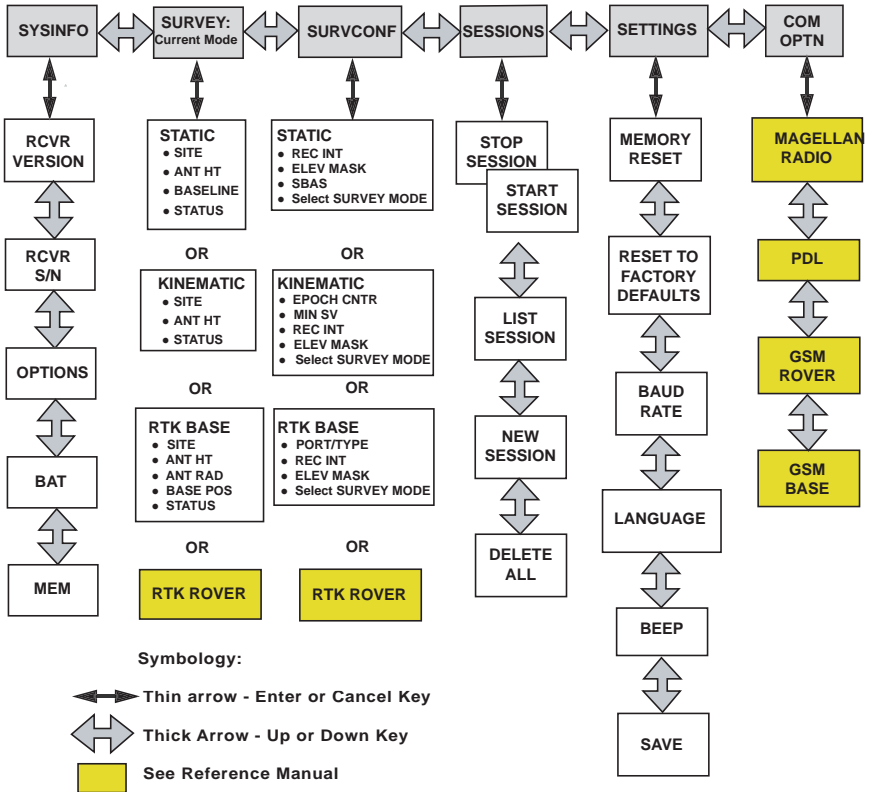 SYSINFO
SURVEY:
Current Mode
SURVCONF
SESSIONS
SETTINGS
COM
OPTN
RCVR
VERSION
RCVR
S/N
OPTIONS
BAT
MEM
STATIC
● SITE
● ANT HT
● BASELINE
● STATUS
OR
KINEMATIC
● SITE
● ANT HT
● STATUS
OR
RTK BASE
● SITE
● ANT HT
● ANT RAD
● BASE POS
● STATUS
OR
RTK ROVER
STATIC
● REC INT
● ELEV MASK
● SBAS
● Select SURVEY MODE
OR
KINEMATIC
● EPOCH CNTR
● MIN SV
● REC INT
● ELEV MASK
● Select SURVEY MODE
OR
RTK BASE
● PORT/TYPE
● REC INT
● ELEV MASK
● Select SURVEY MODE
OR
RTK ROVER
STOP
SESSION
START
SESSION
LIST
SESSION
NEW
SESSION
DELETE
ALL
MEMORY
RESET
RESET TO
FACTORY
DEFAULTS
BAUD
RATE
LANGUAGE
BEEP
SAVE
MAGELLAN
RADIO
PDL
GSM
ROVER
GSM
BASE
Symbology:
Thin arrow - Enter or Cancel Key
Thick Arrow - Up or Down Key
See Reference Manual